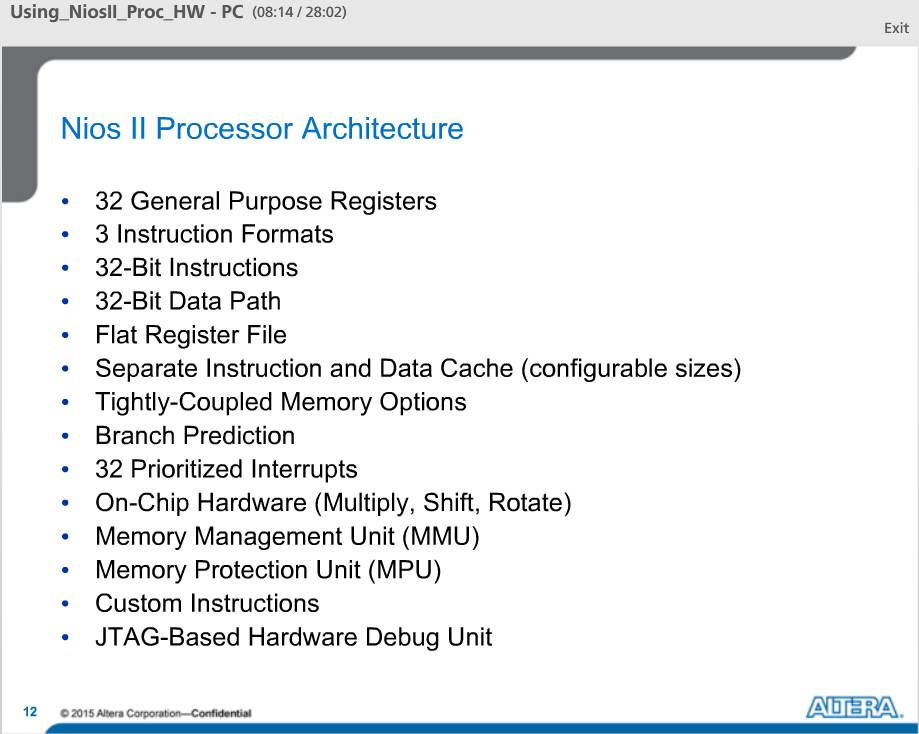 Using_NiosII_Proc_HW - PC (08:14 / 28:02)
Exit
Nios II Processor Architecture
• 32 General Purpose Registers
• 3 Instruction Formats
• 32-Bit Instructions
• 32-Bit Data Path
• Flat Register File
• Separate Instruction and Data Cache (configurable sizes)
• Tightly-Coupled Memory Options
• Branch Prediction
• 32 Prioritized Interrupts
• On-Chip Hardware (Multiply, Shift, Rotate)
• Memory Management Unit (MMU)
• Memory Protection Unit (MPU)
• Custom Instructions
• JTAG-Based Hardware Debug Unit
12 © 2015 Altera Corporation—Confidential
ALTERA.